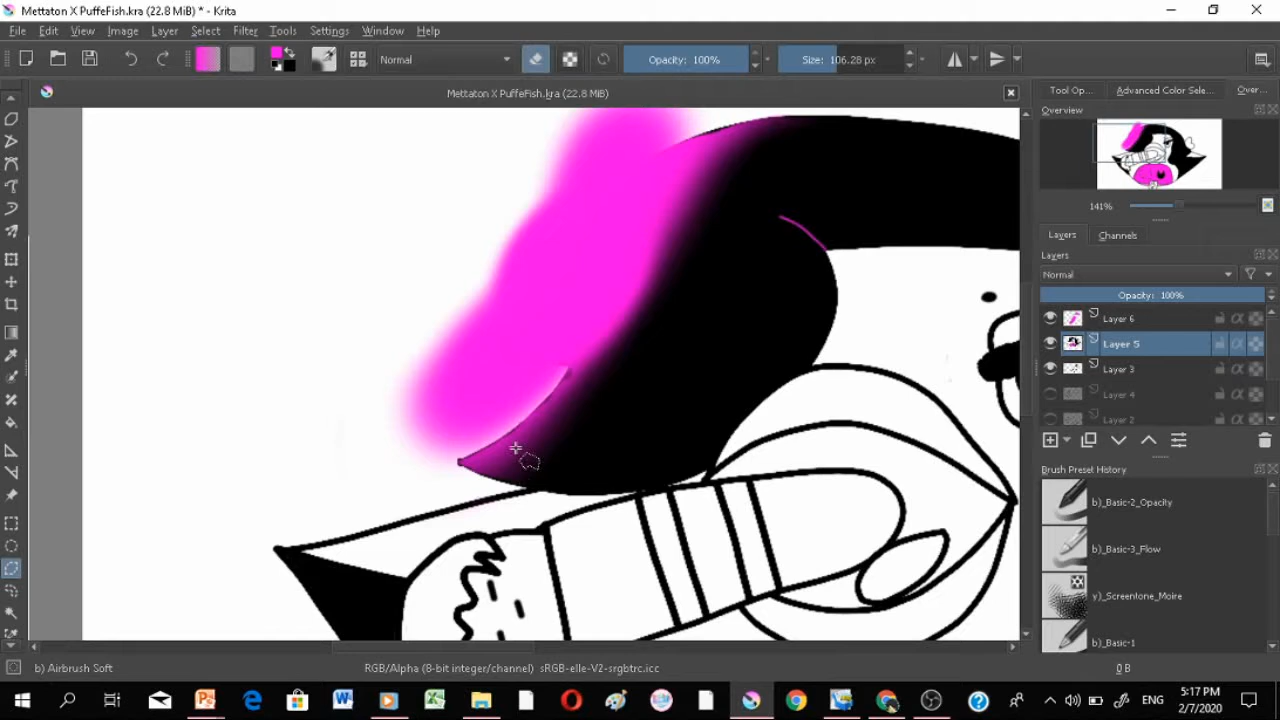 Mettaton X PuffeFish.kra (22.8 MiB) * - Krita
File Edit View Image Layer Select Filter Tools Settings Window Help
Normal
Opacity: 100%
Size: 106.28 px
Mettaton X PuffeFish.kra (22.8 MiB)
Tool Op...
Advanced Color Selec...
Over...
Overview
141%
Layers
Channels
Layers
Normal
Opacity: 100%
Layer 6
Layer 5
Layer 3
Layer 4
Layer 2
Brush Preset History
b)_Basic-2_Opacity
b)_Basic-3_Flow
y)_Screentone_Moire
b)_Basic-1
b) Airbrush Soft
RGB/Alpha (8-bit integer/channel) sRGB-elle-V2-srgbtrc.icc
0 B
ENG
5:17 PM
2/7/2020